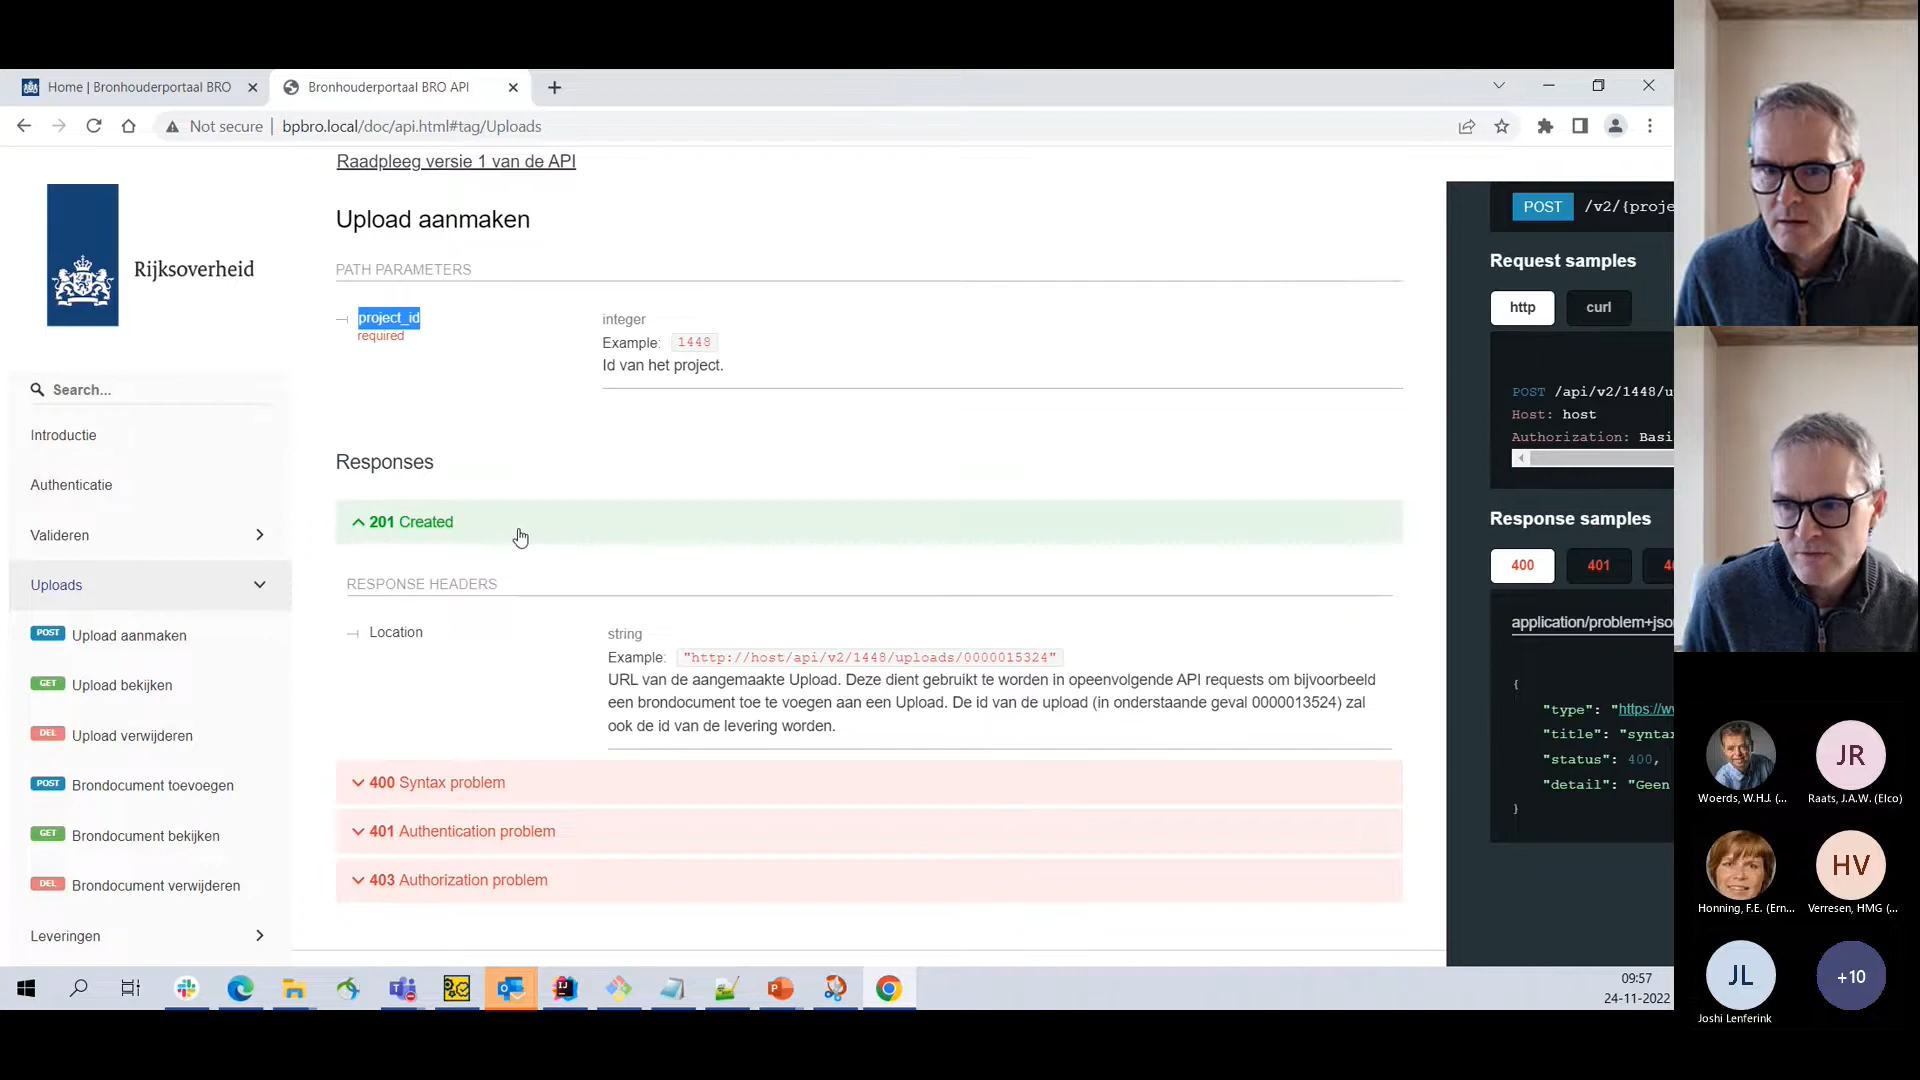 Home | Bronhouderportaal BRO
Bronhouderportaal BRO API
Not secure
bpbro.local/doc/api.html#tag/Uploads
Rijksoverheid
Search...
Introductie
Authenticatie
Valideren
Uploads
POST Upload aanmaken
GET Upload bekijken
DEL Upload verwijderen
POST Brondocument toevoegen
GET Brondocument bekijken
DEL Brondocument verwijderen
Leveringen
Raadpleeg versie 1 van de API
Upload aanmaken
PATH PARAMETERS
project_id
required
integer
Example: 1448
Id van het project.
Responses
201 Created
RESPONSE HEADERS
Location
string
Example: "http://host/api/v2/1448/uploads/0000015324"
URL van de aangemaakte Upload. Deze dient gebruikt te worden in opeenvolgende API requests om bijvoorbeeld
een brondocument toe te voegen aan een Upload. De id van de upload (in onderstaande geval 0000013524) zal
ook de id van de levering worden.
400 Syntax problem
401 Authentication problem
403 Authorization problem
POST /v2/{proje
Request samples
http curl
POST /api/v2/1448/u
Host: host
Authorization: Basi
Response samples
400 401 40
application/problem+jso
{
"type": "https://w
"title": "synta
"status": 400,
"detail": "Geen
}
09:57
24-11-2022
Woerds, W.H.J. (...
JR
Raats, J.A.W. (Elco)
Honning, F.E. (Ern...
HV
Verresen, HMG (...
JL
Joshi Lenferink
+10